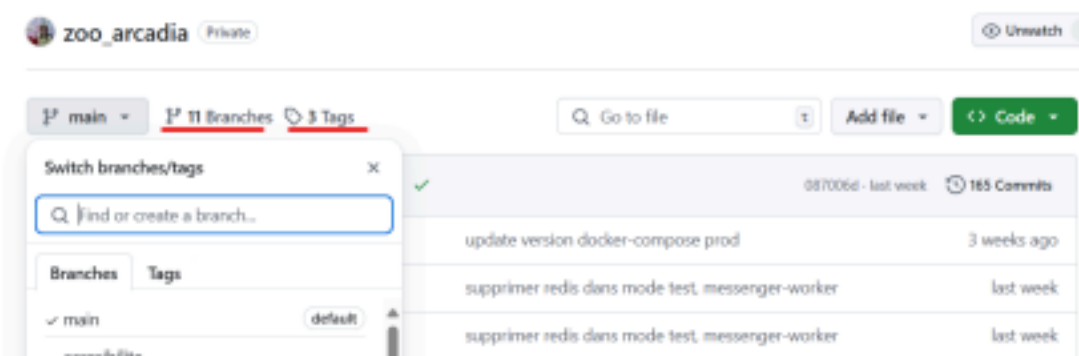 zoo_arcadia Private
Unwatch
main 11 Branches 3 Tags
Go to file t
Add file
Code
Switch branches/tags
Find or create a branch...
Branches Tags
main default
087006d · last week 165 Commits
update version docker-compose prod 3 weeks ago
supprimer redis dans mode test, messenger-worker last week
supprimer redis dans mode test, messenger-worker last week